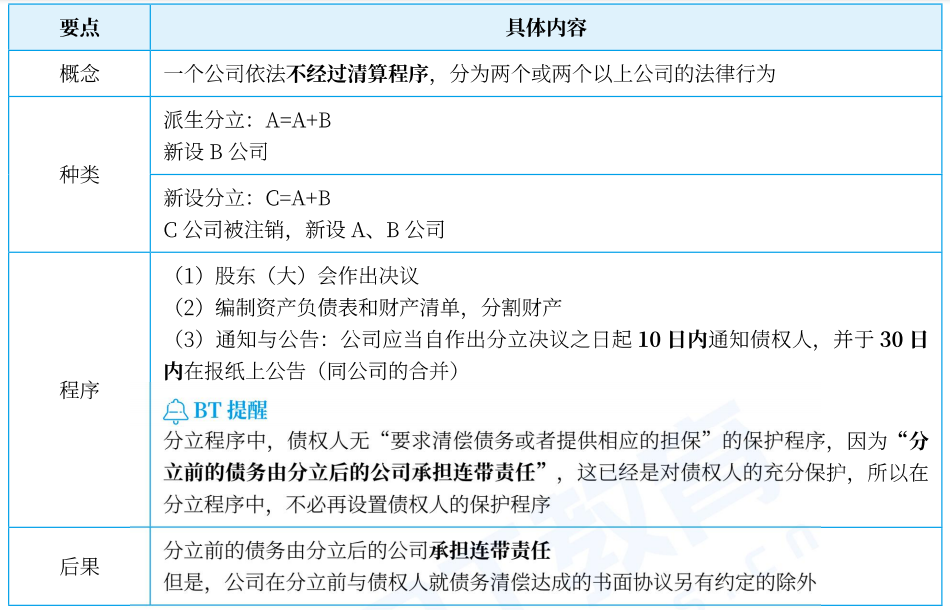 要点
具体内容
概念
一个公司依法不经过清算程序，分为两个或两个以上公司的法律行为
种类
派生分立：A=A+B
新设 B 公司
新设分立：C=A+B
C 公司被注销，新设 A、B 公司
程序
（1）股东（大）会作出决议
（2）编制资产负债表和财产清单，分割财产
（3）通知与公告：公司应当自作出分立决议之日起 10 日内通知债权人，并于 30 日
内在报纸上公告（同公司的合并）
BT 提醒
分立程序中，债权人无“要求清偿债务或者提供相应的担保”的保护程序，因为“分
立前的债务由分立后的公司承担连带责任”，这已经是对债权人的充分保护，所以在
分立程序中，不必再设置债权人的保护程序
后果
分立前的债务由分立后的公司承担连带责任
但是，公司在分立前与债权人就债务清偿达成的书面协议另有约定的除外